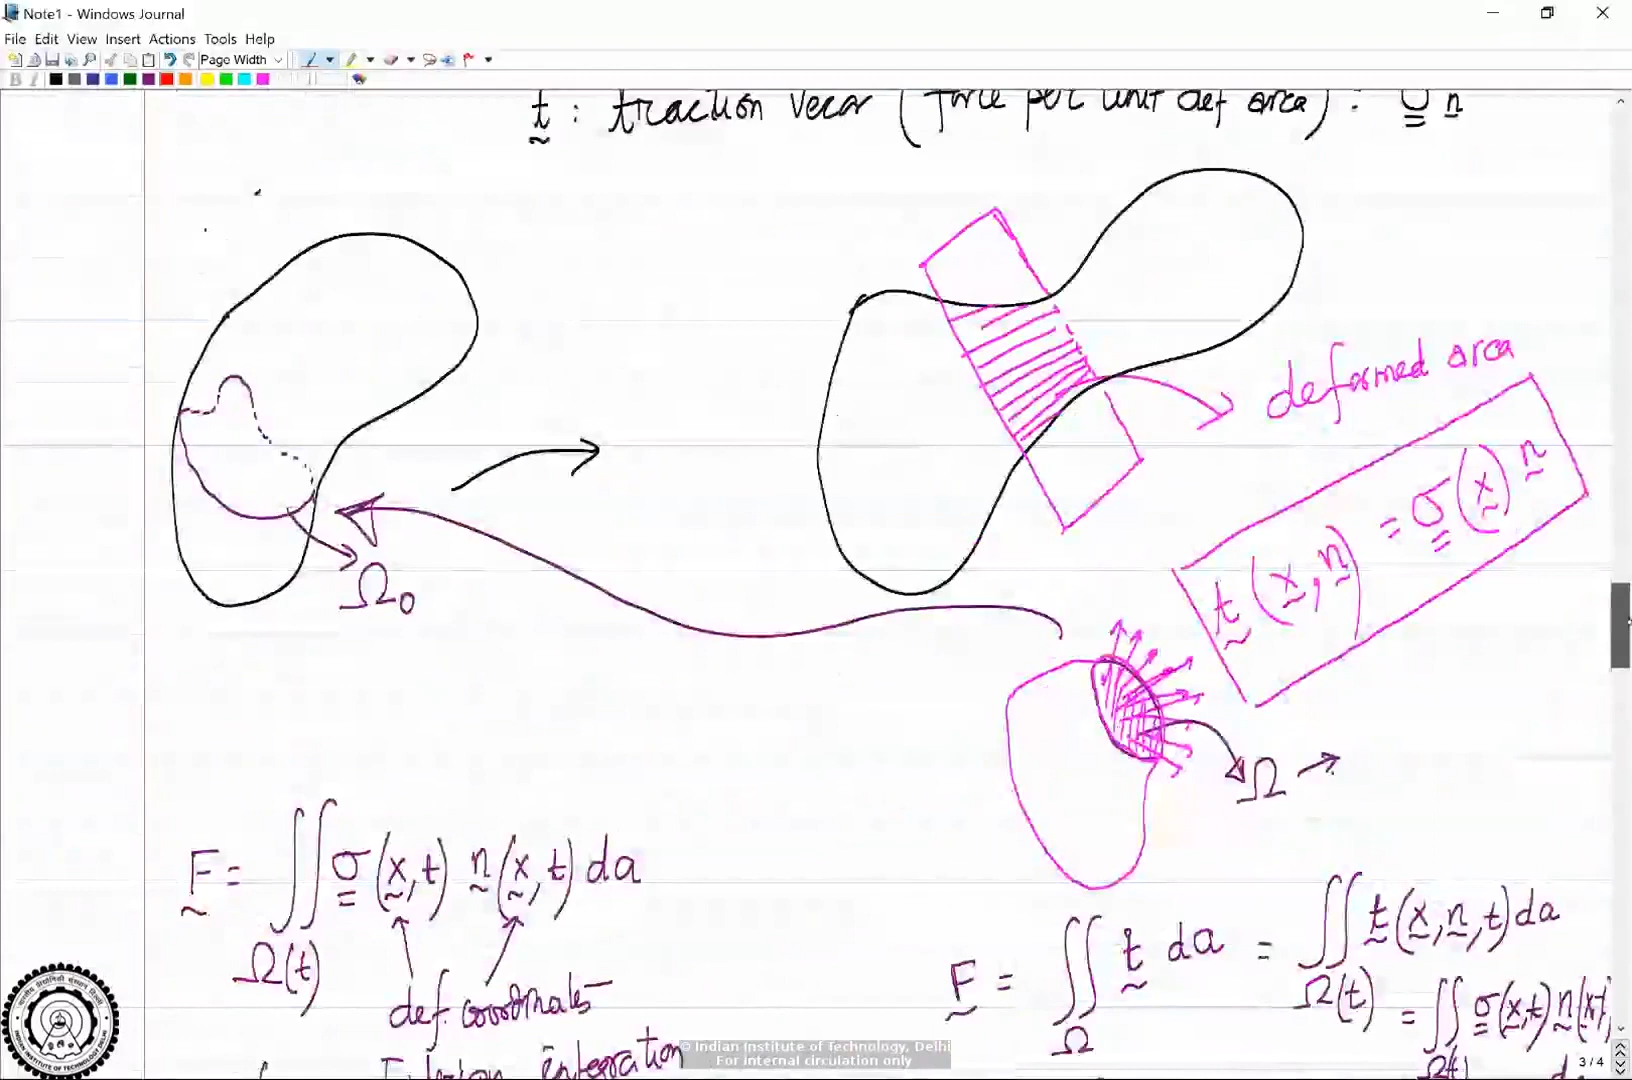 Note1 - Windows Journal
File Edit View Insert Actions Tools Help
Page Width
B I
t : traction vecor (force per unit def area) : σ n
deformed area
t (x, n) = σ (x) n
Ω₀
Ω →
F = ∬ σ (x, t) n (x, t) da
Ω(t)
def. coordinates
F = ∬ t da = ∬ t (x, n, t) da
Ω Ω(t)
= ∬ σ(x,t) n(x,t)
Ω(t)
Eulerian integration
© Indian Institute of Technology, Delhi
For internal circulation only
3 / 4